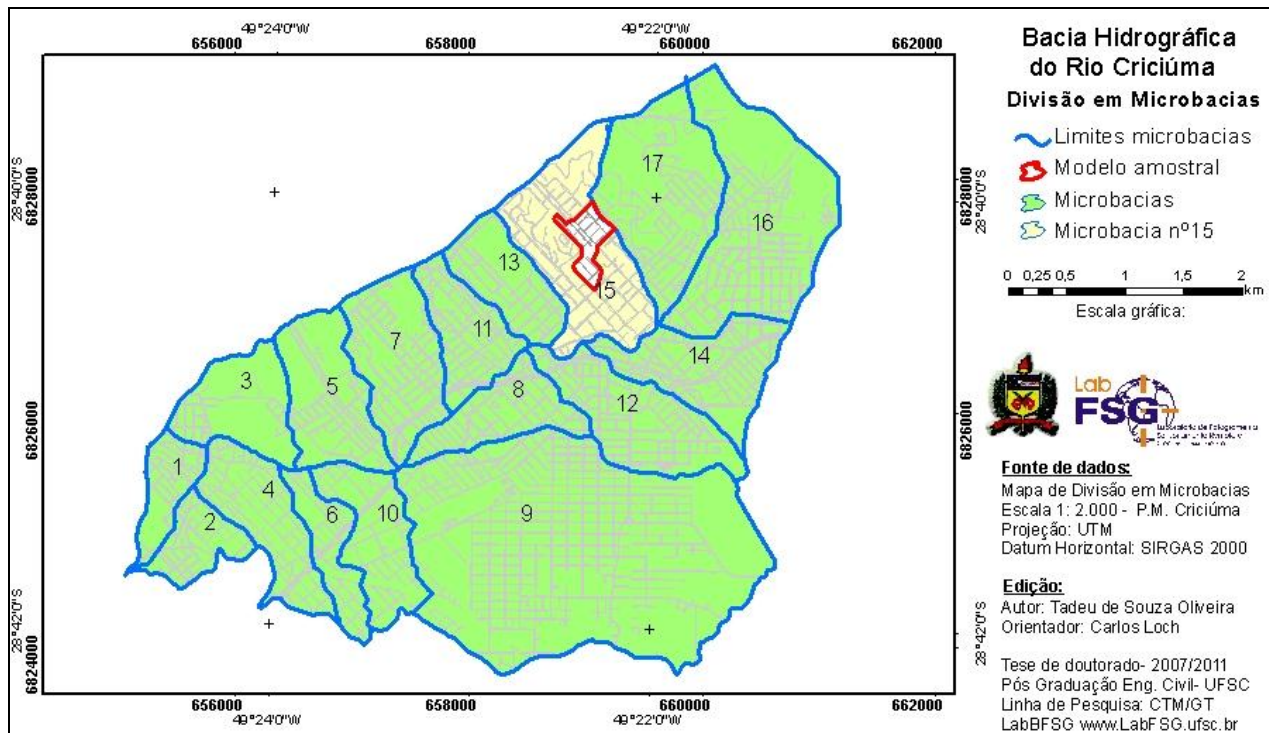 49°24'0"W
49°22'0"W
656000
658000
660000
662000
28°40'0"S
6828000
6826000
28°42'0"S
6824000
17
16
13
15
11
7
14
3
5
8
12
1
4
2
6
10
9
6828000
28°40'0"S
6826000
28°42'0"S
656000
658000
660000
662000
49°24'0"W
49°22'0"W
Bacia Hidrográfica
do Rio Criciúma
Divisão em Microbacias
Limites microbacias
Modelo amostral
Microbacias
Microbacia nº15
0 0,25 0,5 1 1,5 2
km
Escala gráfica:
Lab
FSG
Fonte de dados:
Mapa de Divisão em Microbacias
Escala 1: 2.000 - P.M. Criciúma
Projeção: UTM
Datum Horizontal: SIRGAS 2000
Edição:
Autor: Tadeu de Souza Oliveira
Orientador: Carlos Loch
Tese de doutorado- 2007/2011
Pós Graduação Eng. Civil- UFSC
Linha de Pesquisa: CTM/GT
LabBFSG www.LabFSG.ufsc.br